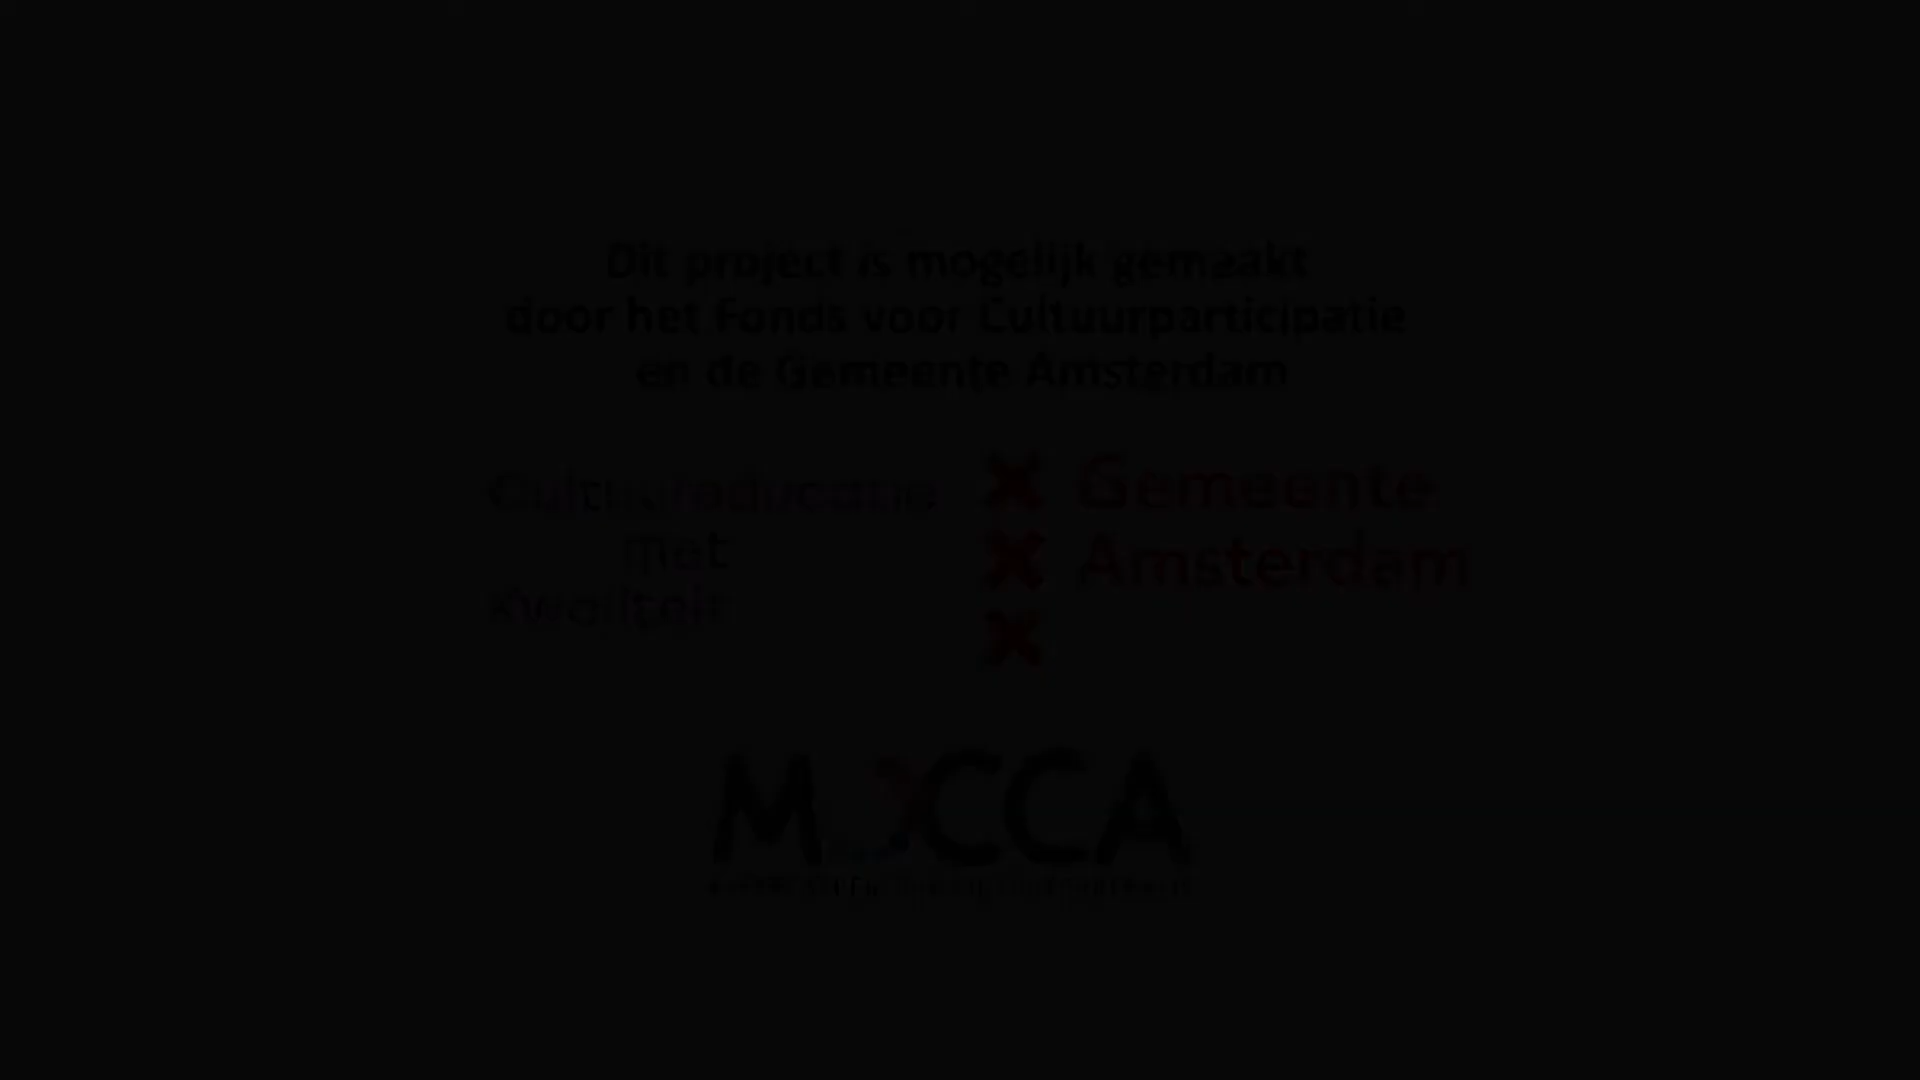 Dit project is mogelijk gemaakt
door het Fonds voor Cultuurparticipatie
en de Gemeente Amsterdam
Cultuureducatie
met
Kwaliteit
Gemeente
Amsterdam
MOCCA